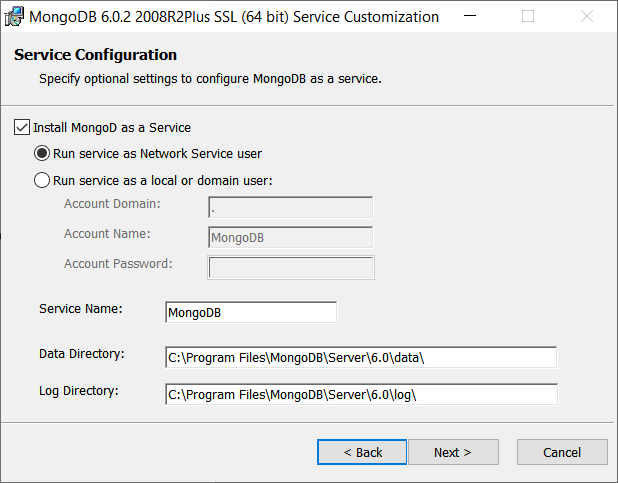 MongoDB 6.0.2 2008R2Plus SSL (64 bit) Service Customization
Service Configuration
Specify optional settings to configure MongoDB as a service.
Install MongoD as a Service
Run service as Network Service user
Run service as a local or domain user:
Account Domain: .
Account Name: MongoDB
Account Password:
Service Name: MongoDB
Data Directory: C:\Program Files\MongoDB\Server\6.0\data\
Log Directory: C:\Program Files\MongoDB\Server\6.0\log\
< Back Next > Cancel